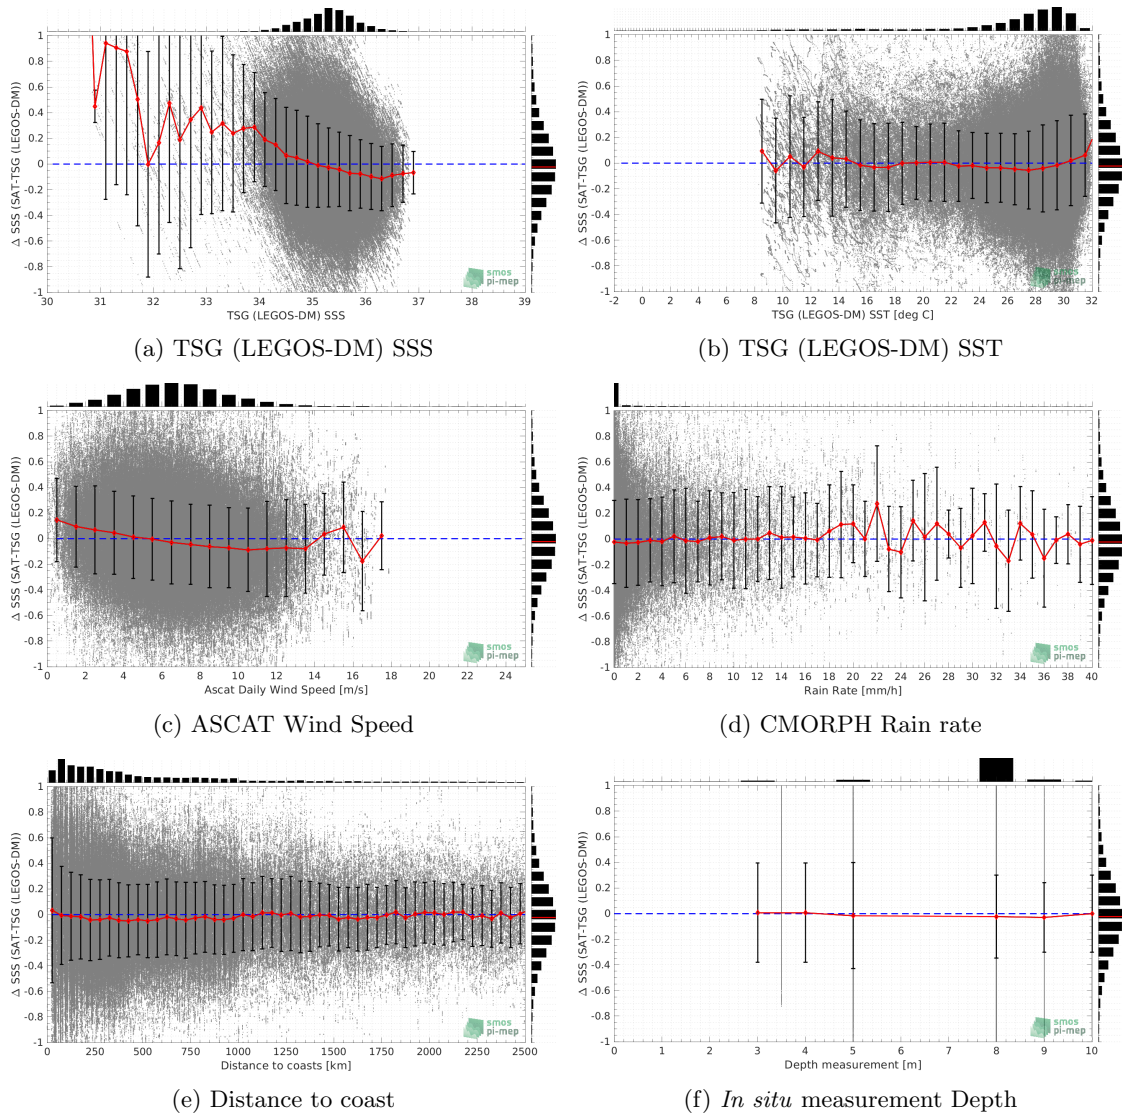 Δ SSS (SAT-TSG (LEGOS-DM))
1
0.8
0.6
0.4
0.2
0
-0.2
-0.4
-0.6
-0.8
-1
smos
pi-mep
30 31 32 33 34 35 36 37 38 39
TSG (LEGOS-DM) SSS
(a) TSG (LEGOS-DM) SSS
Δ SSS (SAT-TSG (LEGOS-DM))
1
0.8
0.6
0.4
0.2
0
-0.2
-0.4
-0.6
-0.8
-1
smos
pi-mep
-2 0 2 4 6 8 10 12 14 16 18 20 22 24 26 28 30 32
TSG (LEGOS-DM) SST [deg C]
(b) TSG (LEGOS-DM) SST
Δ SSS (SAT-TSG (LEGOS-DM))
1
0.8
0.6
0.4
0.2
0
-0.2
-0.4
-0.6
-0.8
-1
smos
pi-mep
0 2 4 6 8 10 12 14 16 18 20 22 24
Ascat Daily Wind Speed [m/s]
(c) ASCAT Wind Speed
Δ SSS (SAT-TSG (LEGOS-DM))
1
0.8
0.6
0.4
0.2
0
-0.2
-0.4
-0.6
-0.8
-1
smos
pi-mep
0 2 4 6 8 10 12 14 16 18 20 22 24 26 28 30 32 34 36 38 40
Rain Rate [mm/h]
(d) CMORPH Rain rate
Δ SSS (SAT-TSG (LEGOS-DM))
1
0.8
0.6
0.4
0.2
0
-0.2
-0.4
-0.6
-0.8
-1
smos
pi-mep
0 250 500 750 1000 1250 1500 1750 2000 2250 2500
Distance to coasts [km]
(e) Distance to coast
Δ SSS (SAT-TSG (LEGOS-DM))
1
0.8
0.6
0.4
0.2
0
-0.2
-0.4
-0.6
-0.8
-1
smos
pi-mep
0 1 2 3 4 5 6 7 8 9 10
Depth measurement [m]
(f) In situ measurement Depth